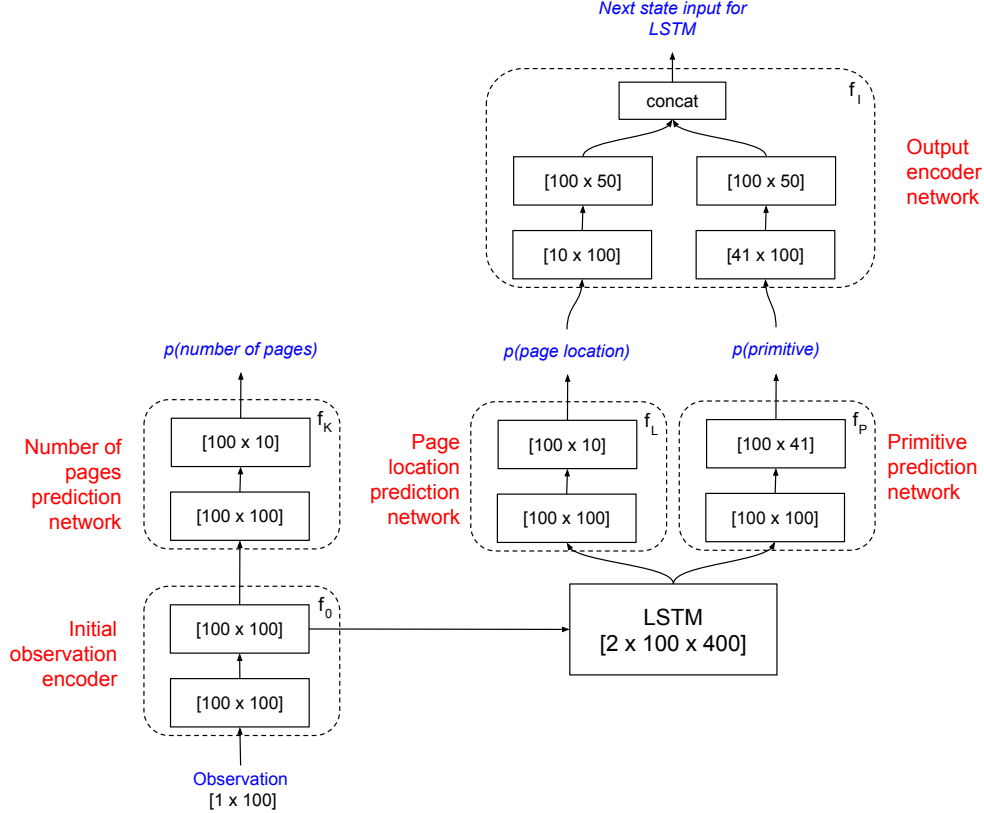 Next state input for
LSTM
f_I
concat
[100 x 50]
[100 x 50]
[10 x 100]
[41 x 100]
Output
encoder
network
p(number of pages)
p(page location)
p(primitive)
Number of
pages
prediction
network
f_K
[100 x 10]
[100 x 100]
Page
location
prediction
network
f_L
[100 x 10]
[100 x 100]
f_P
[100 x 41]
[100 x 100]
Primitive
prediction
network
Initial
observation
encoder
f_0
[100 x 100]
[100 x 100]
LSTM
[2 x 100 x 400]
Observation
[1 x 100]